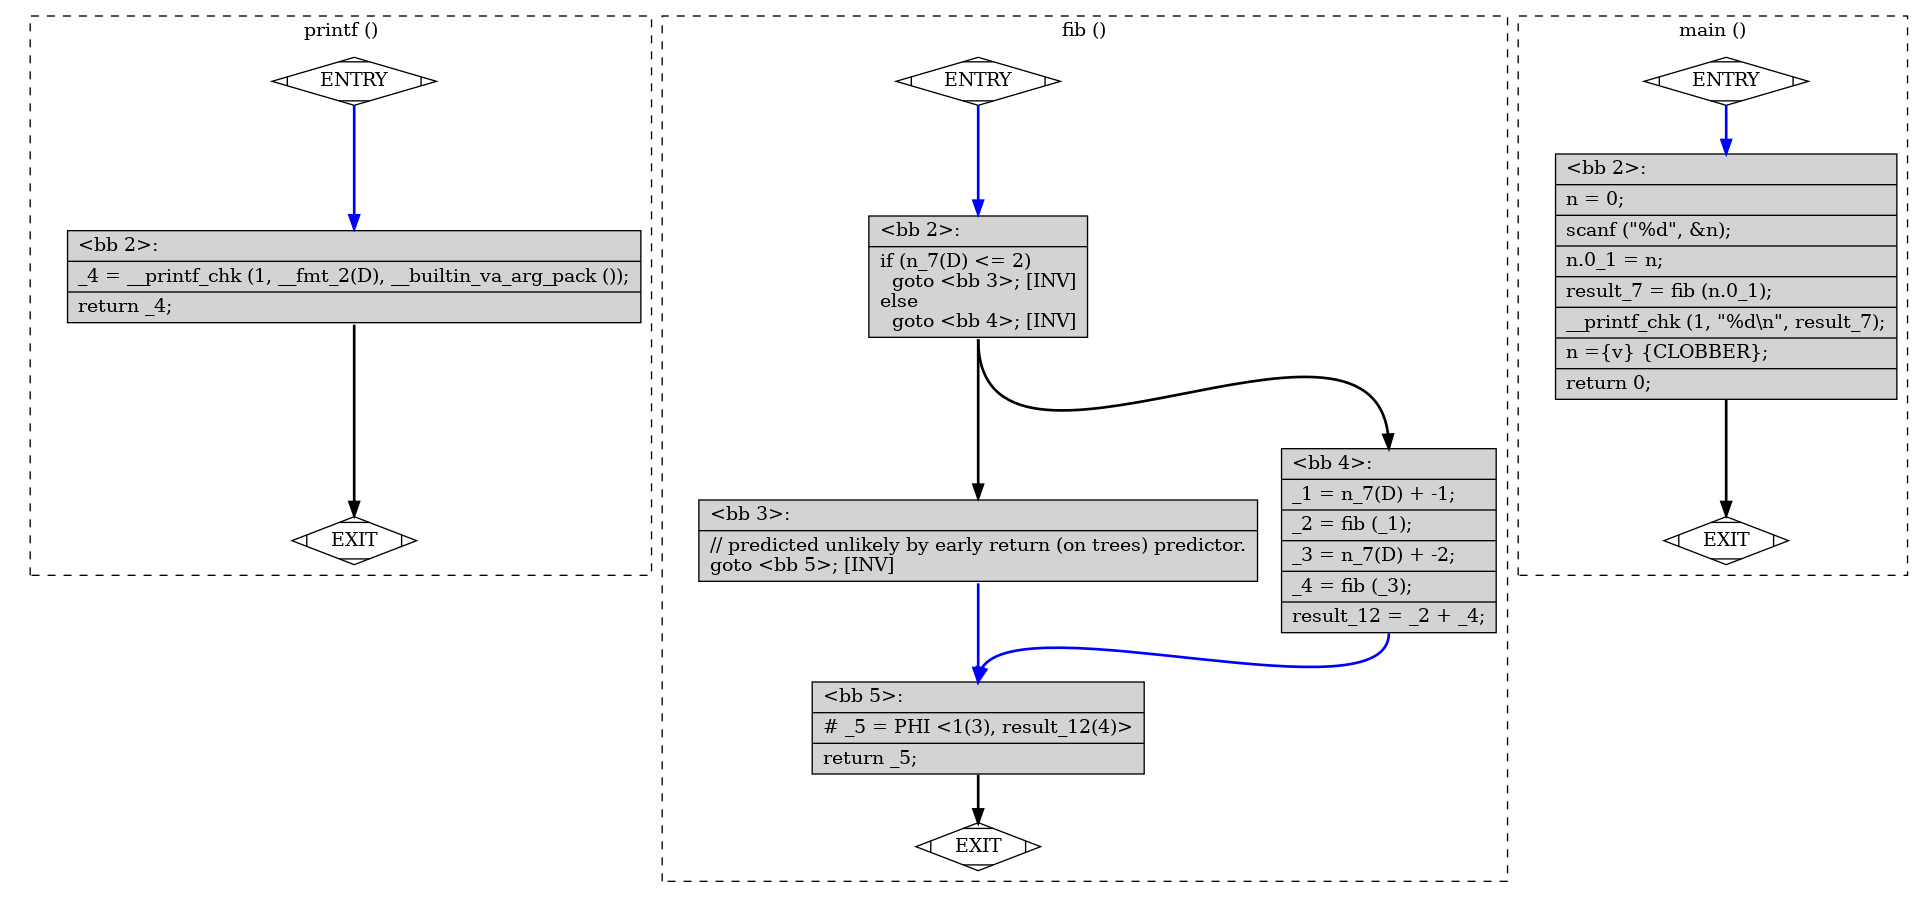 printf ()
ENTRY
<bb 2>:
_4 = __printf_chk (1, __fmt_2(D), __builtin_va_arg_pack ());
return _4;
EXIT
fib ()
ENTRY
<bb 2>:
if (n_7(D) <= 2)
  goto <bb 3>; [INV]
else
  goto <bb 4>; [INV]
<bb 3>:
// predicted unlikely by early return (on trees) predictor.
goto <bb 5>; [INV]
<bb 4>:
_1 = n_7(D) + -1;
_2 = fib (_1);
_3 = n_7(D) + -2;
_4 = fib (_3);
result_12 = _2 + _4;
<bb 5>:
# _5 = PHI <1(3), result_12(4)>
return _5;
EXIT
main ()
ENTRY
<bb 2>:
n = 0;
scanf ("%d", &n);
n.0_1 = n;
result_7 = fib (n.0_1);
__printf_chk (1, "%d\n", result_7);
n ={v} {CLOBBER};
return 0;
EXIT